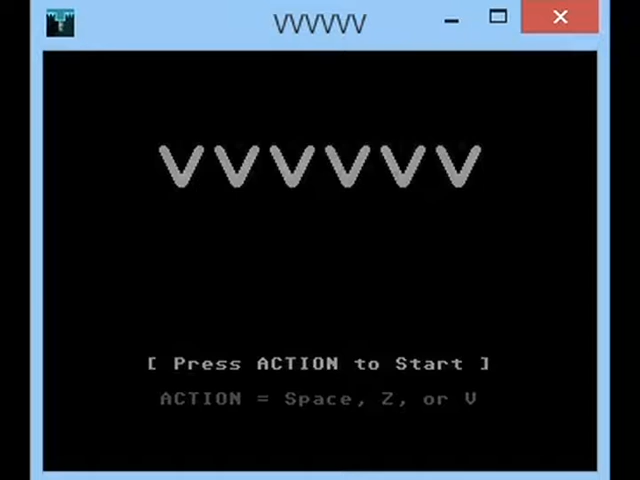 VVVVVV
VVVVVV
[ Press ACTION to Start ]
ACTION = Space, Z, or V